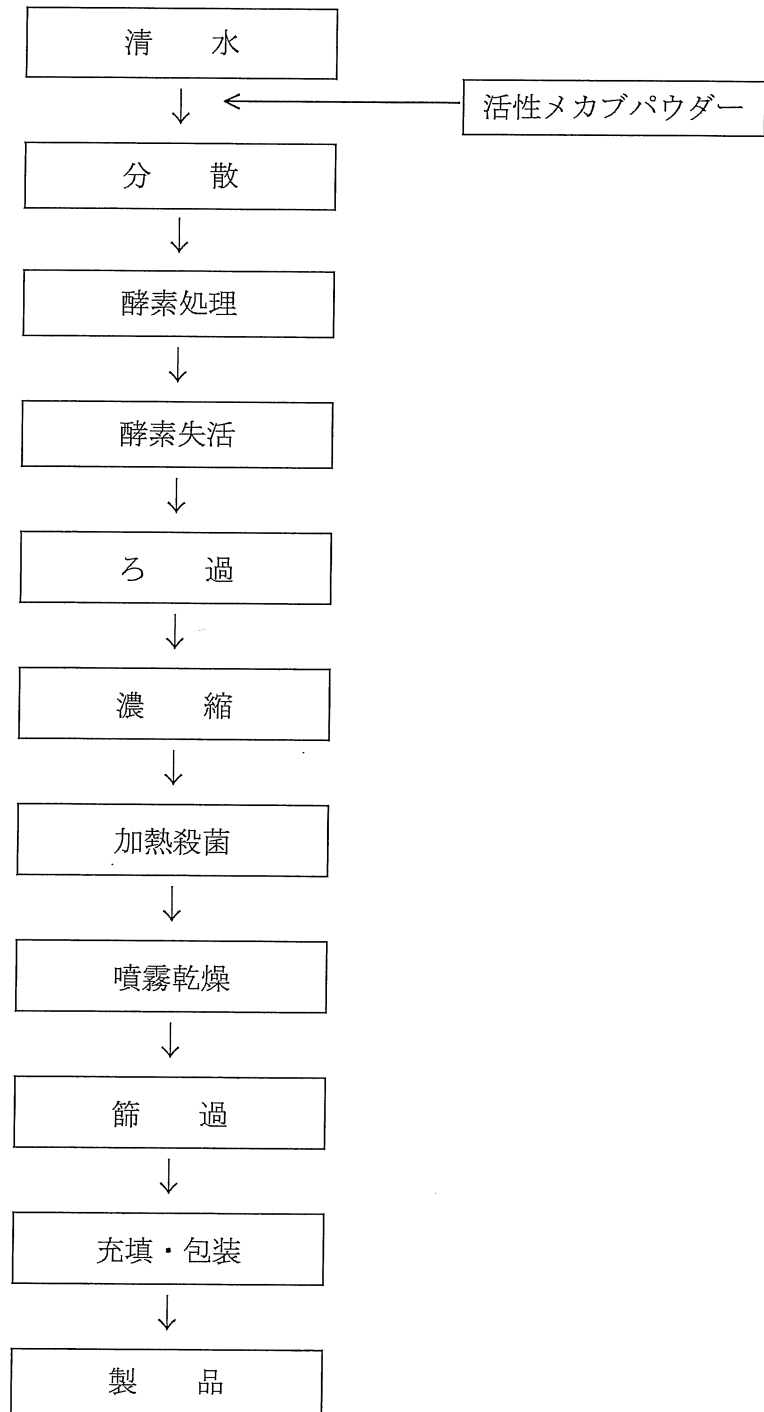 清　水
活性メカブパウダー
分　散
酵素処理
酵素失活
ろ　過
濃　縮
加熱殺菌
噴霧乾燥
篩　過
充填・包装
製　品